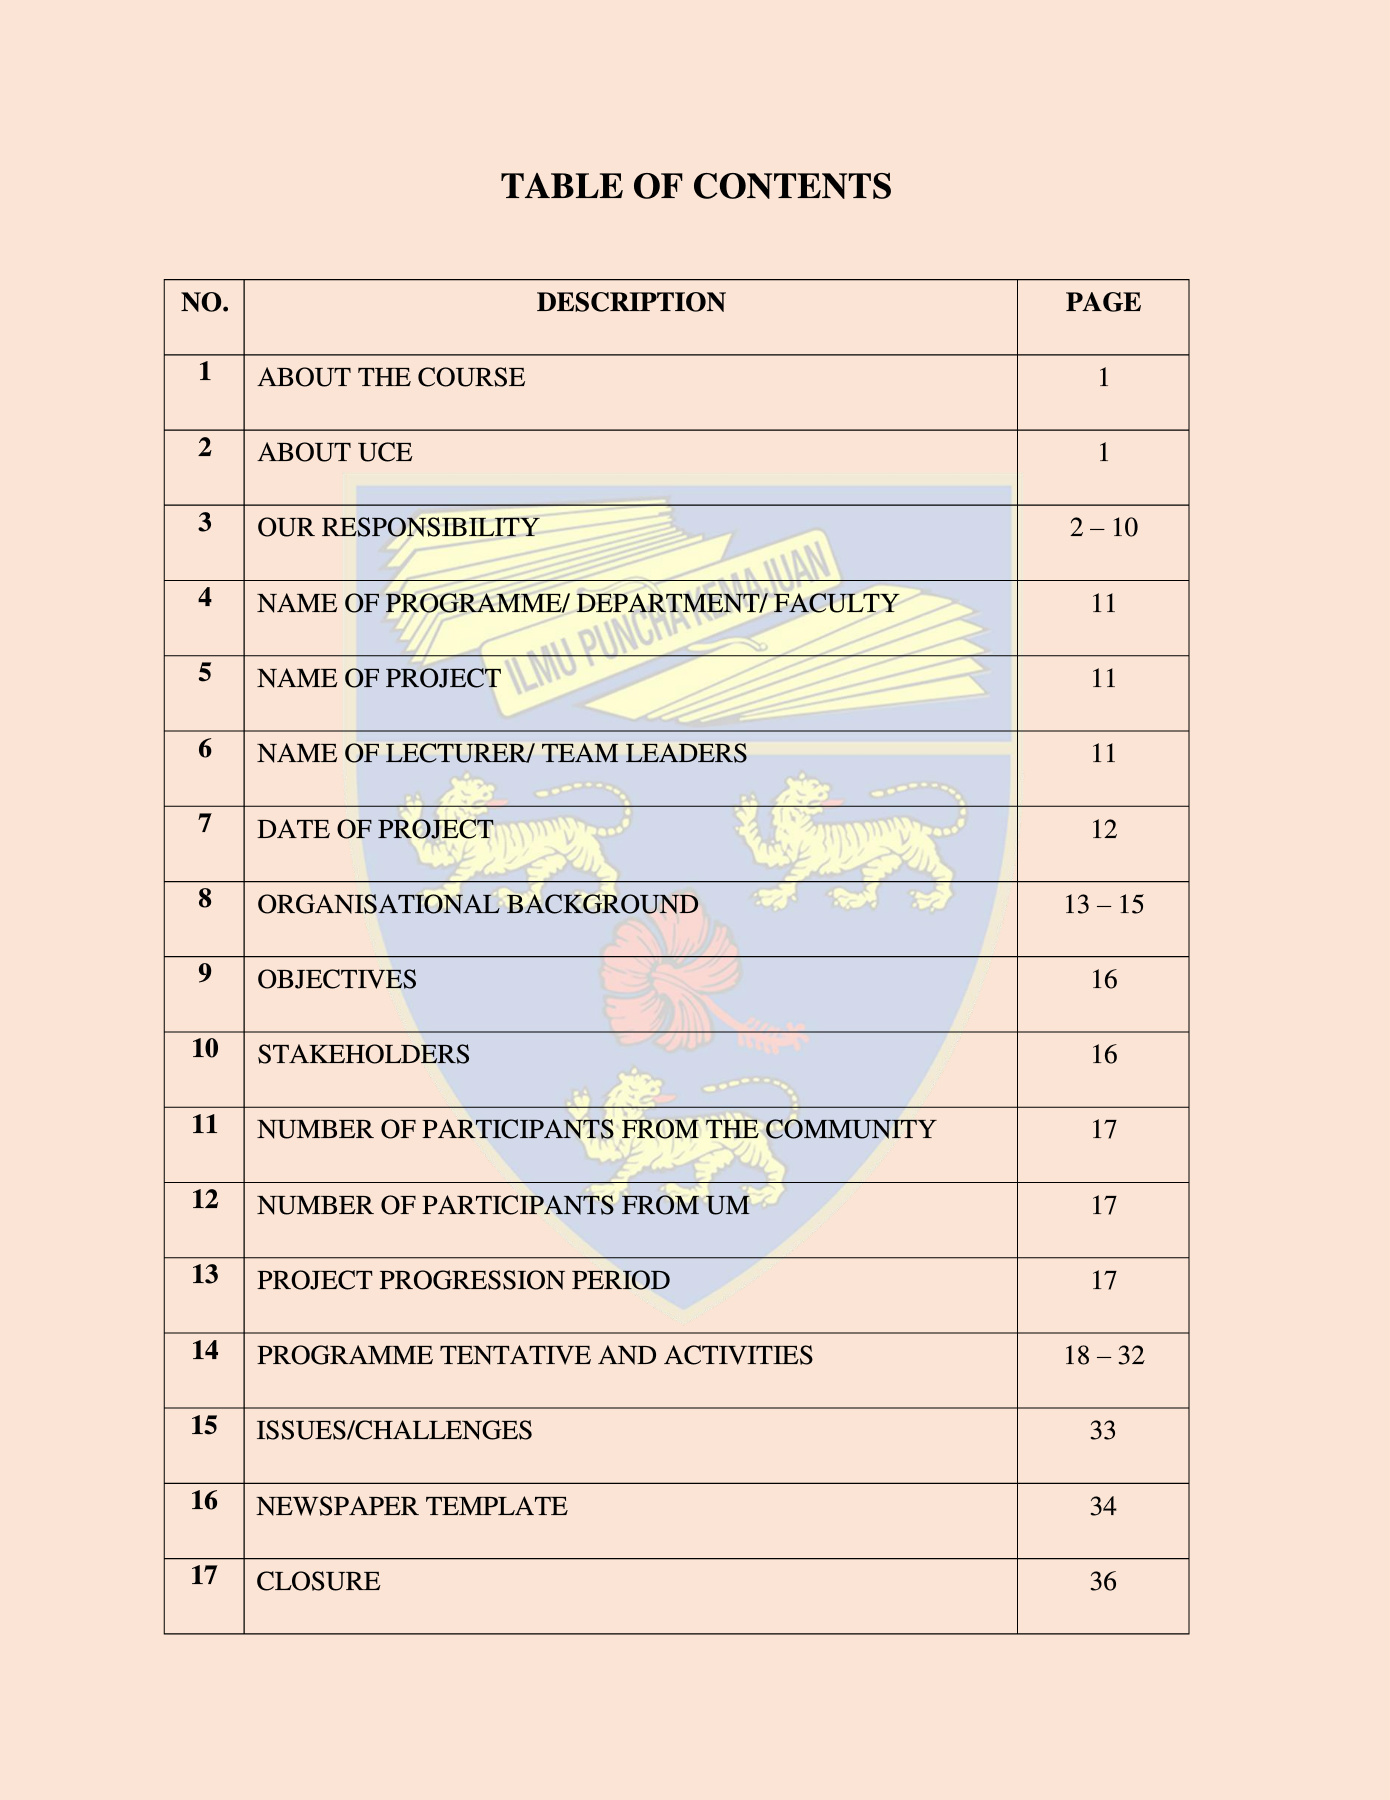 TABLE OF CONTENTS
NO. DESCRIPTION PAGE
1 ABOUT THE COURSE 1
2 ABOUT UCE 1
3 OUR RESPONSIBILITY 2 – 10
4 NAME OF PROGRAMME/ DEPARTMENT/ FACULTY 11
5 NAME OF PROJECT 11
6 NAME OF LECTURER/ TEAM LEADERS 11
7 DATE OF PROJECT 12
8 ORGANISATIONAL BACKGROUND 13 – 15
9 OBJECTIVES 16
10 STAKEHOLDERS 16
11 NUMBER OF PARTICIPANTS FROM THE COMMUNITY 17
12 NUMBER OF PARTICIPANTS FROM UM 17
13 PROJECT PROGRESSION PERIOD 17
14 PROGRAMME TENTATIVE AND ACTIVITIES 18 – 32
15 ISSUES/CHALLENGES 33
16 NEWSPAPER TEMPLATE 34
17 CLOSURE 36
ILMU PUNCHA KEMAJUAN